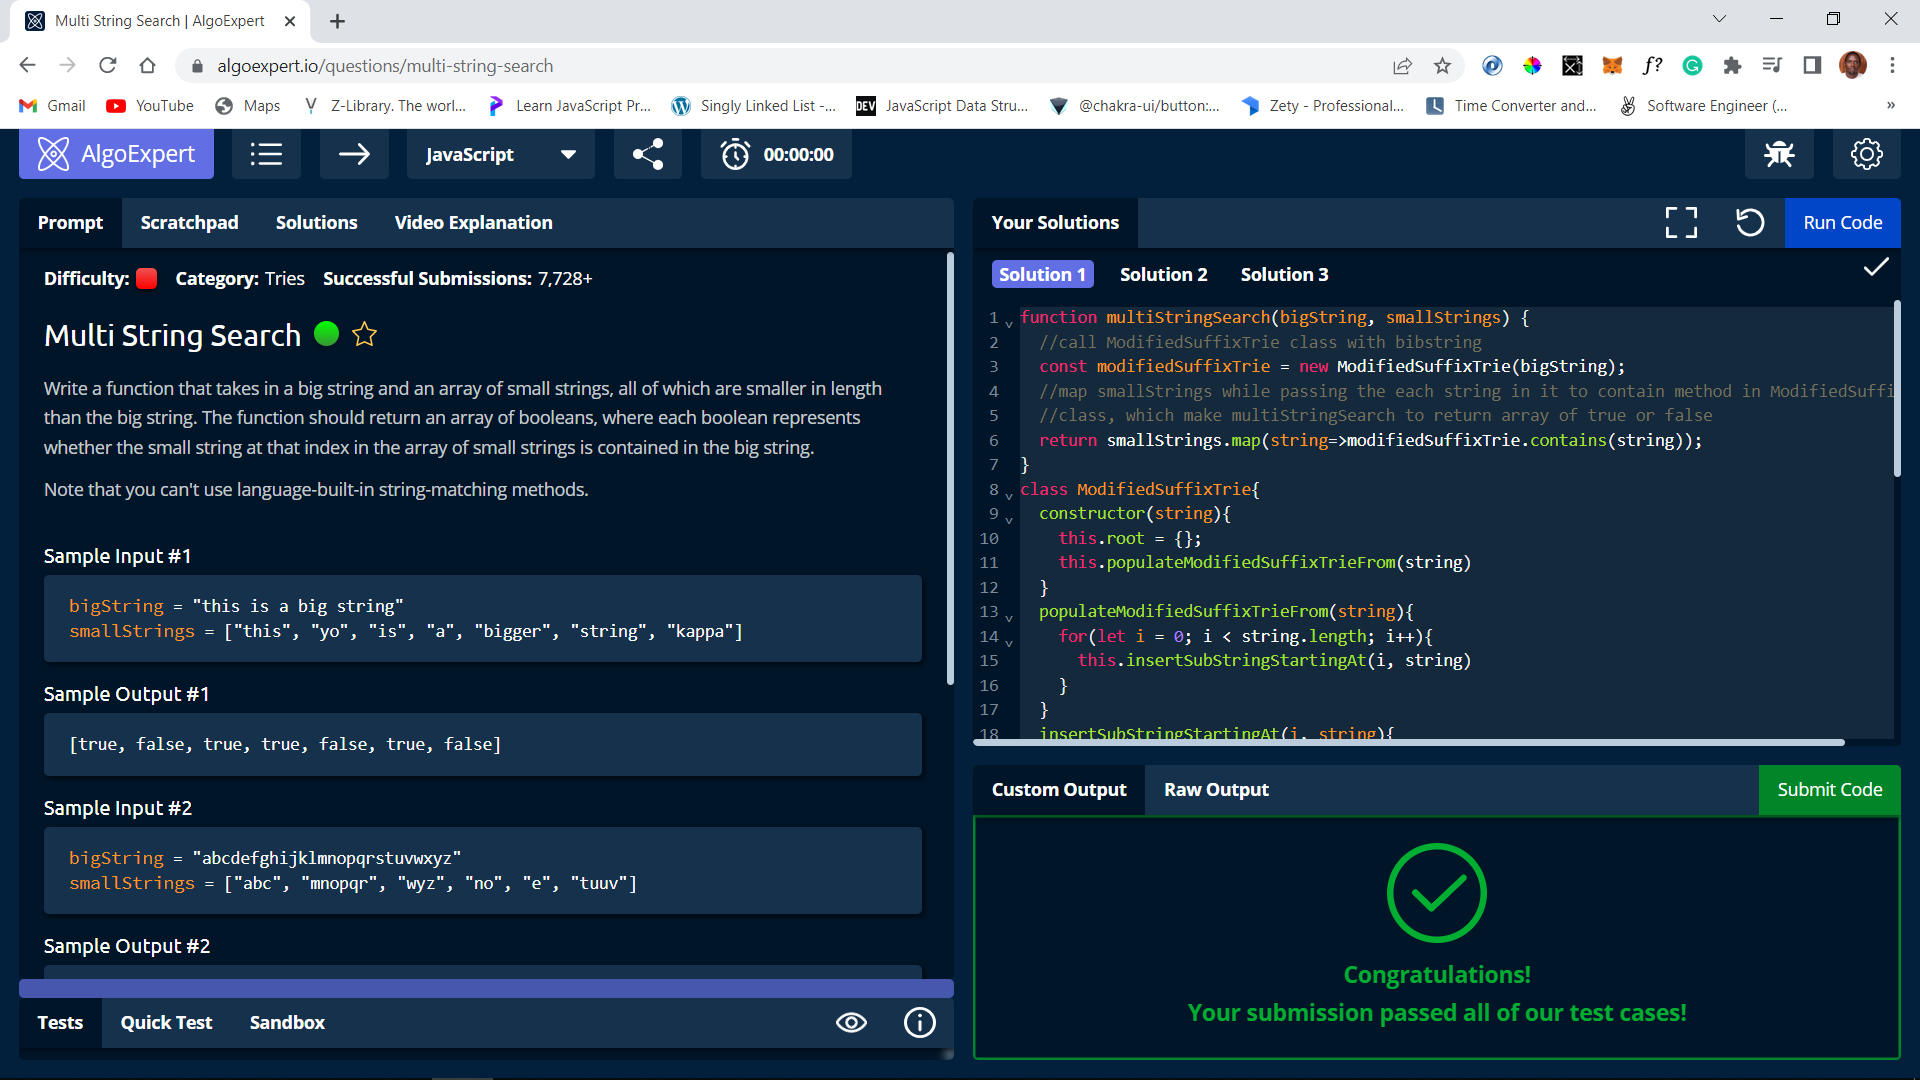 Multi String Search | AlgoExpert
algoexpert.io/questions/multi-string-search
f?
Gmail
YouTube
Maps
Z-Library. The worl...
Learn JavaScript Pr...
Singly Linked List -...
DEV
JavaScript Data Stru...
@chakra-ui/button:...
Zety - Professional...
Time Converter and...
Software Engineer (...
»
AlgoExpert
JavaScript
00:00:00
Prompt
Scratchpad
Solutions
Video Explanation
Difficulty:
Category: Tries
Successful Submissions: 7,728+
Multi String Search
Write a function that takes in a big string and an array of small strings, all of which are smaller in length
than the big string. The function should return an array of booleans, where each boolean represents
whether the small string at that index in the array of small strings is contained in the big string.
Note that you can't use language-built-in string-matching methods.
Sample Input #1
bigString = "this is a big string"
smallStrings = ["this", "yo", "is", "a", "bigger", "string", "kappa"]
Sample Output #1
[true, false, true, true, false, true, false]
Sample Input #2
bigString = "abcdefghijklmnopqrstuvwxyz"
smallStrings = ["abc", "mnopqr", "wyz", "no", "e", "tuuv"]
Sample Output #2
Tests
Quick Test
Sandbox
Your Solutions
Run Code
Solution 1
Solution 2
Solution 3
1 function multiStringSearch(bigString, smallStrings) {
2 //call ModifiedSuffixTrie class with bibstring
3 const modifiedSuffixTrie = new ModifiedSuffixTrie(bigString);
4 //map smallStrings while passing the each string in it to contain method in ModifiedSuffi
5 //class, which make multiStringSearch to return array of true or false
6 return smallStrings.map(string=>modifiedSuffixTrie.contains(string));
7 }
8 class ModifiedSuffixTrie{
9 constructor(string){
10 this.root = {};
11 this.populateModifiedSuffixTrieFrom(string)
12 }
13 populateModifiedSuffixTrieFrom(string){
14 for(let i = 0; i < string.length; i++){
15 this.insertSubStringStartingAt(i, string)
16 }
17 }
18 insertSubStringStartingAt(i, string){
Custom Output
Raw Output
Submit Code
Congratulations!
Your submission passed all of our test cases!